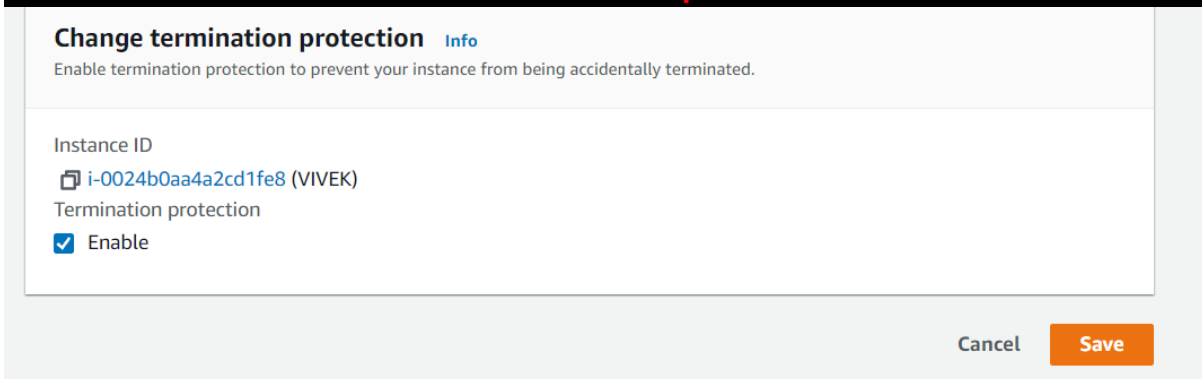 Change termination protection Info
Enable termination protection to prevent your instance from being accidentally terminated.
Instance ID
i-0024b0aa4a2cd1fe8 (VIVEK)
Termination protection
Enable
Cancel Save